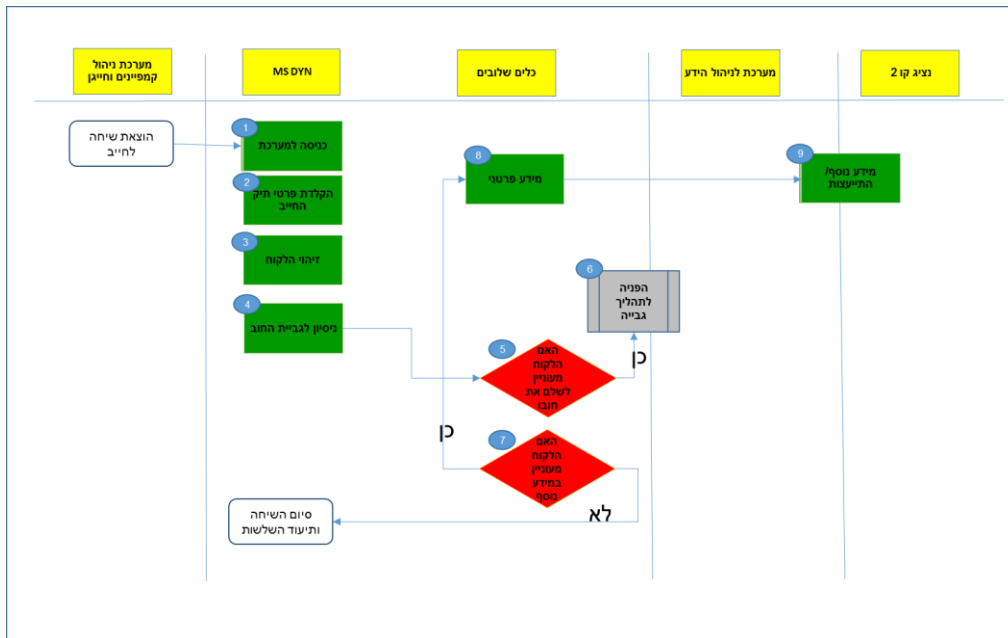 מערכת ניהול
קמפיינים וחייגן
MS DYN
כלים שלובים
מערכת לניהול הידע
נציג קו 2
הוצאת שיחה
לחייב
1
כניסה למערכת
2
הקלדת פרטי תיק
החייב
3
זיהוי הלקוח
4
ניסיון לגביית החוב
8
מידע פרטני
9
מידע נוסף/
התייעצות
6
הפניה
לתהליך
גבייה
5
האם
הלקוח
מעוניין
לשלם את
חובו
כן
7
האם
הלקוח
מעוניין
במידע
נוסף
כן
לא
סיום השיחה
ותיעוד השלשות